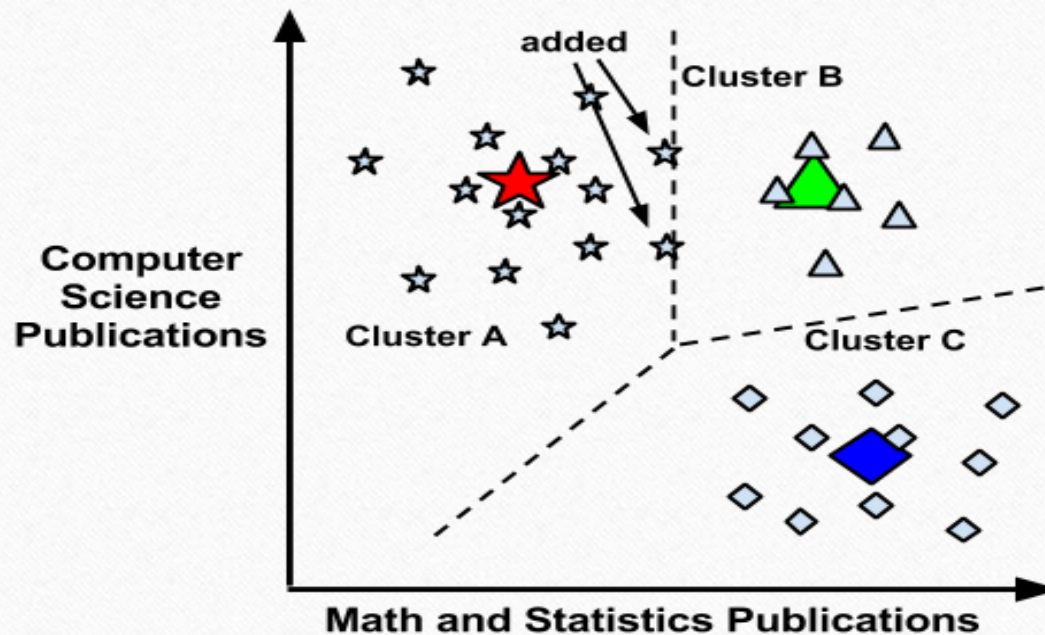 added
Cluster B
Computer
Science
Publications
Cluster A
Cluster C
Math and Statistics Publications